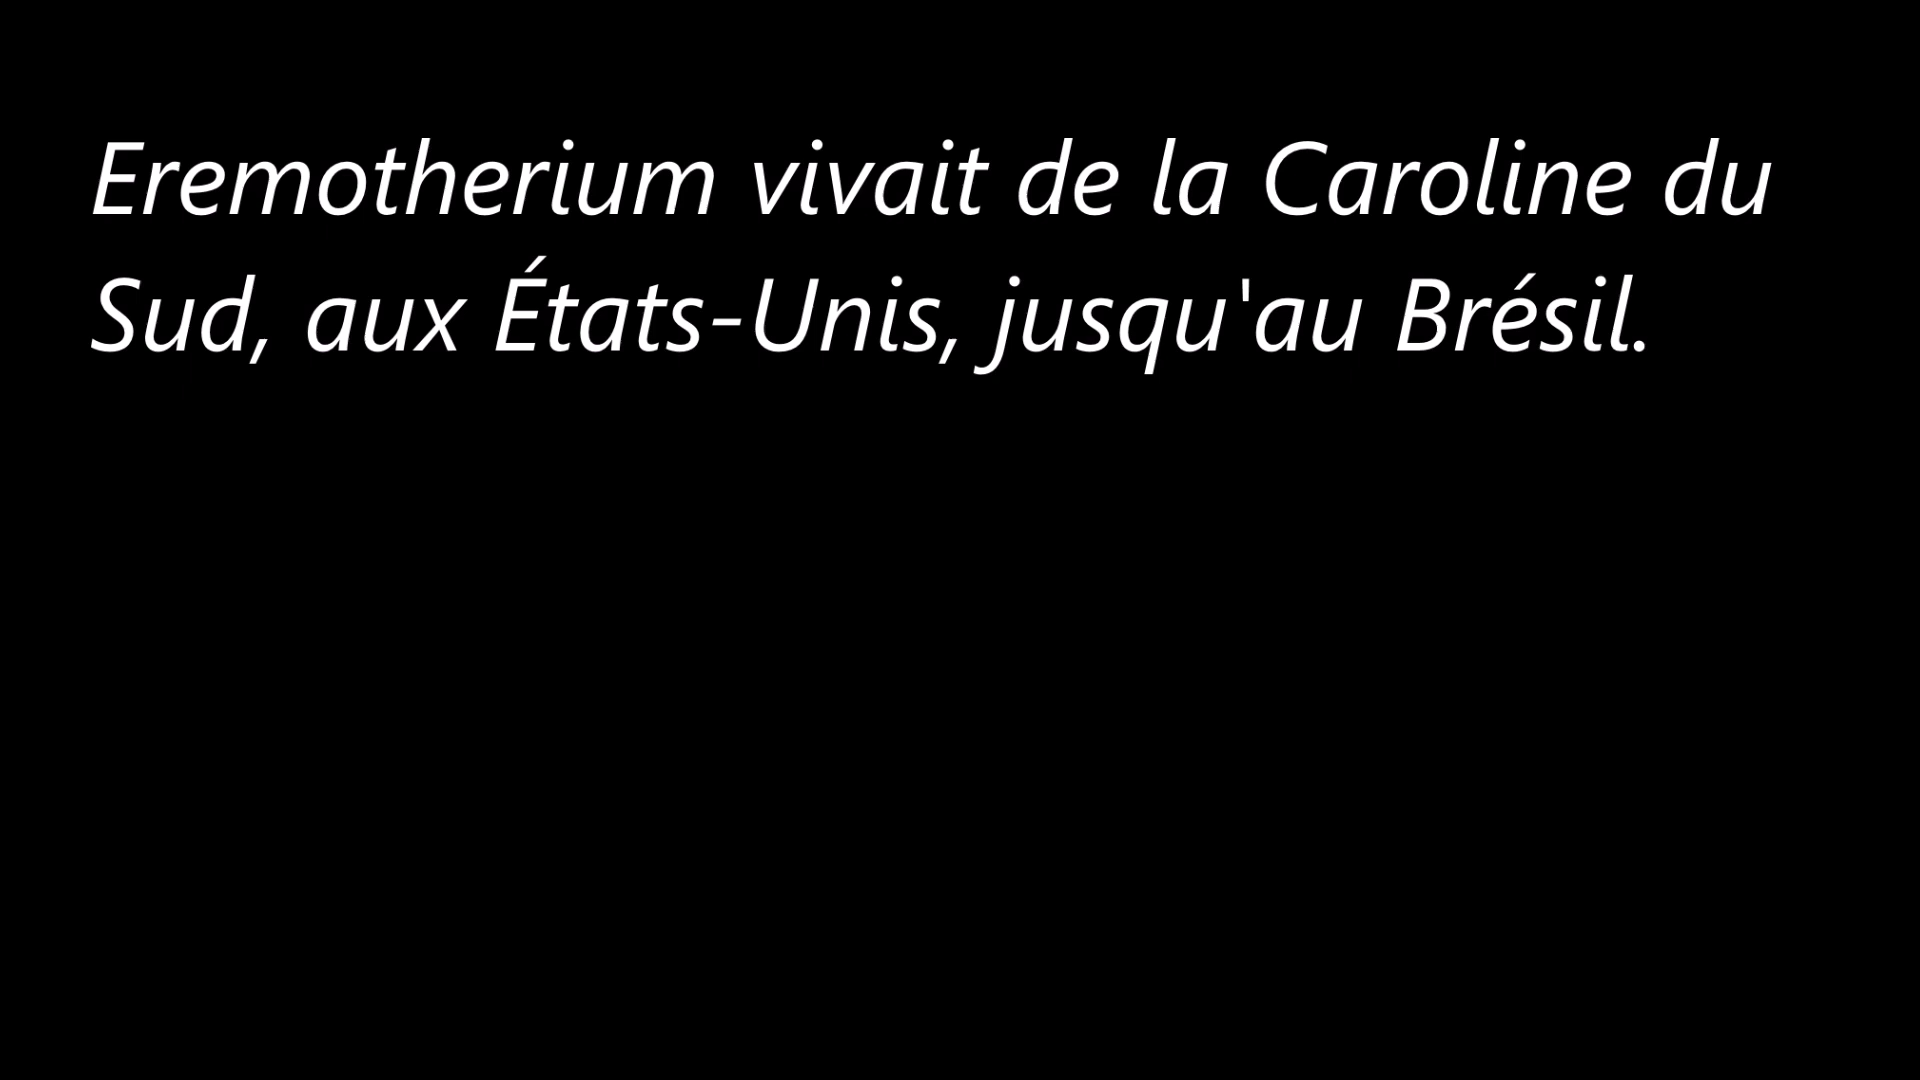 Eremotherium vivait de la Caroline du
Sud, aux États-Unis, jusqu'au Brésil.